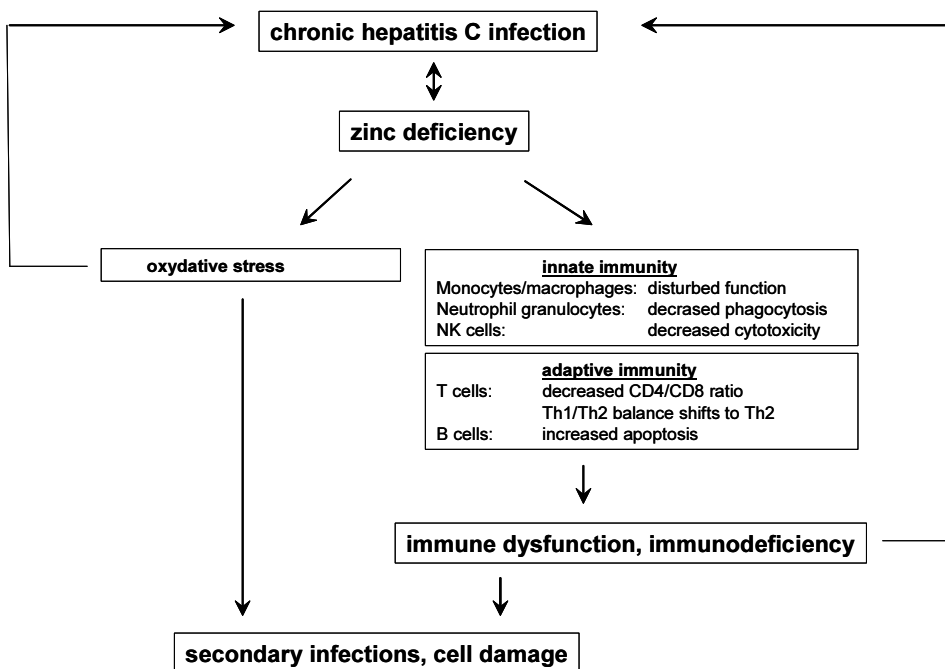 chronic hepatitis C infection
zinc deficiency
oxydative stress
innate immunity
Monocytes/macrophages: disturbed function
Neutrophil granulocytes: decrased phagocytosis
NK cells: decreased cytotoxicity
adaptive immunity
T cells: decreased CD4/CD8 ratio
Th1/Th2 balance shifts to Th2
B cells: increased apoptosis
immune dysfunction, immunodeficiency
secondary infections, cell damage